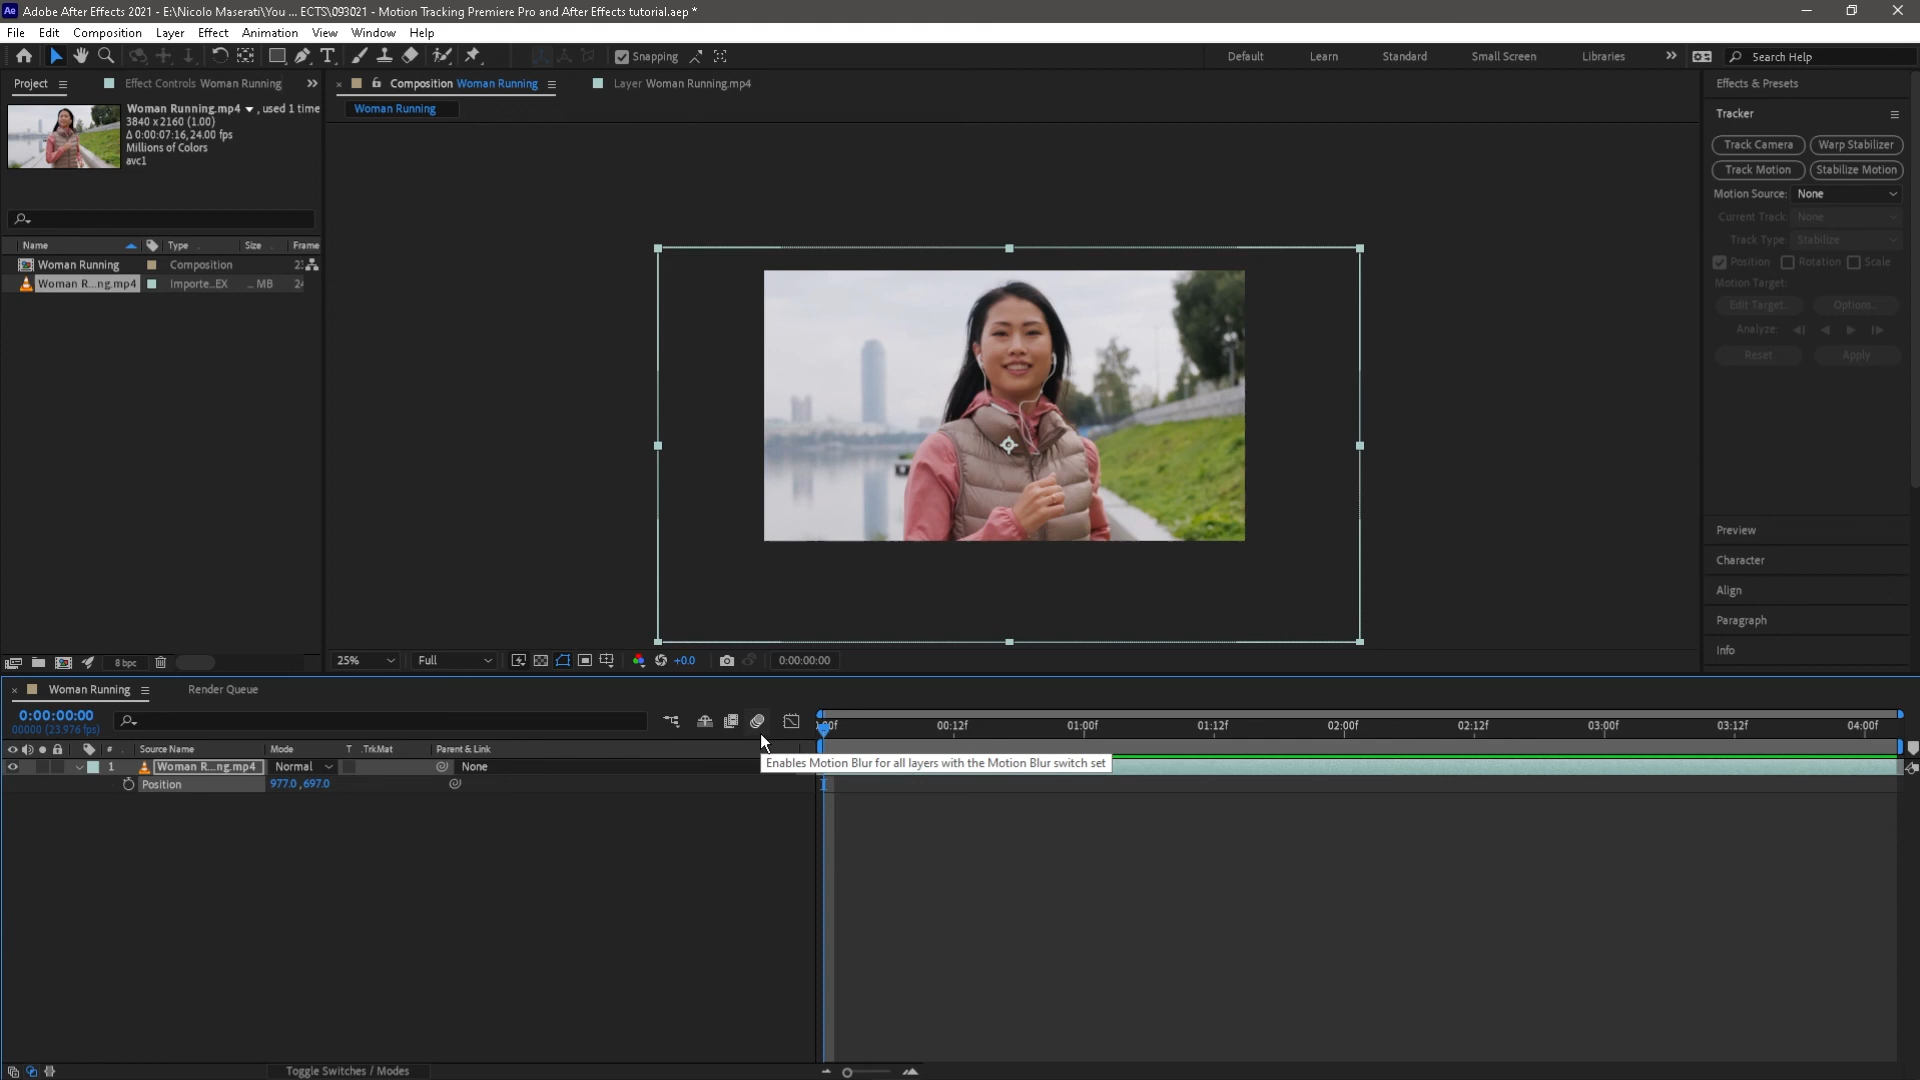 Ae Adobe After Effects 2021 - E:\Nicolo Maserati\You ... ECTS\093021 - Motion Tracking Premiere Pro and After Effects tutorial.aep *
File Edit Composition Layer Effect Animation View Window Help
Snapping Default Learn Standard Small Screen Libraries Search Help
Project Effect Controls Woman Running Composition Woman Running Layer Woman Running.mp4 Effects & Presets
Woman Running
Woman Running.mp4 , used 1 time
3840 x 2160 (1.00)
Δ 0:00:07:16, 24.00 fps
Millions of Colors
avc1
Tracker
Track Camera Warp Stabilizer
Track Motion Stabilize Motion
Motion Source: None
Current Track: None
Track Type: Stabilize
Position Rotation Scale
Motion Target:
Edit Target... Options...
Analyze:
Reset Apply
Name Type Size Frame
Woman Running Composition
Woman R...ng.mp4 Importe...EX ... MB 24
Preview
Character
Align
Paragraph
Info
8 bpc 25% Full +0.0 0:00:00:00
Woman Running Render Queue
0:00:00:00
00000 (23.976 fps)
00:12f 01:00f 01:12f 02:00f 02:12f 03:00f 03:12f 04:00f
# Source Name Mode T .TrkMat Parent & Link
1 Woman R...ng.mp4 Normal None
Enables Motion Blur for all layers with the Motion Blur switch set
Position 977.0, 697.0
Toggle Switches / Modes